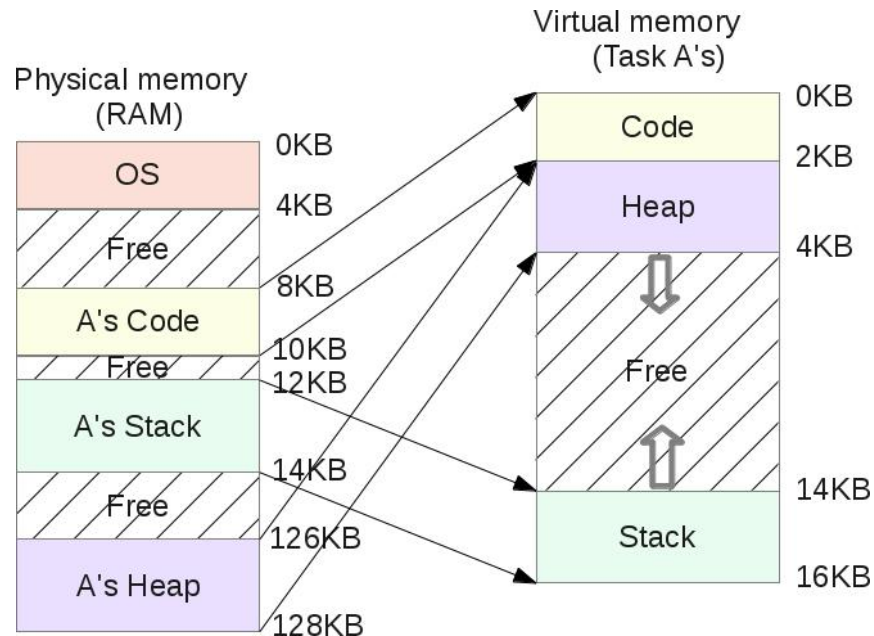 Physical memory
(RAM)
0KB
OS
4KB
Free
8KB
A's Code
10KB
Free
12KB
A's Stack
14KB
Free
126KB
A's Heap
128KB
Virtual memory
(Task A's)
0KB
Code
2KB
Heap
4KB
Free
14KB
Stack
16KB